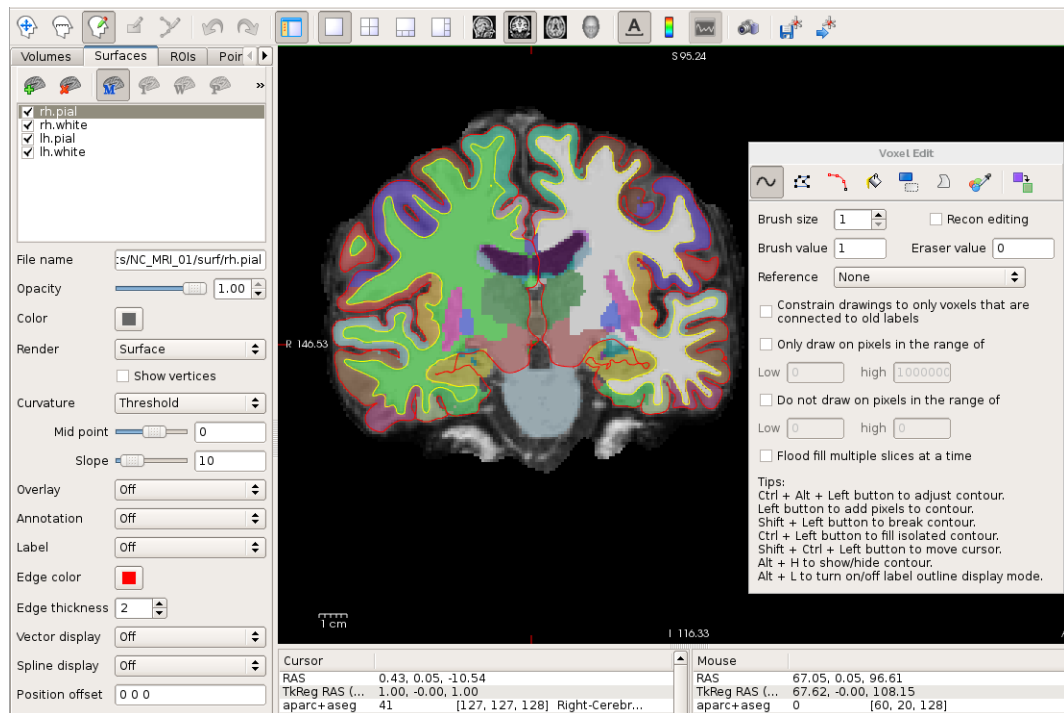 Volumes Surfaces ROIs Poir
rh.pial
rh.white
lh.pial
lh.white
File name :s/NC_MRI_01/surf/rh.pial
Opacity 1.00
Color
Render Surface
Show vertices
Curvature Threshold
Mid point 0
Slope 10
Overlay Off
Annotation Off
Label Off
Edge color
Edge thickness 2
Vector display Off
Spline display Off
Position offset 0 0 0
S 95.24
R 146.53
1 cm
I 116.33
A
Voxel Edit
Brush size 1 Recon editing
Brush value 1 Eraser value 0
Reference None
Constrain drawings to only voxels that are
connected to old labels
Only draw on pixels in the range of
Low 0 high 1000000
Do not draw on pixels in the range of
Low 0 high 0
Flood fill multiple slices at a time
Tips:
Ctrl + Alt + Left button to adjust contour.
Left button to add pixels to contour.
Shift + Left button to break contour.
Ctrl + Left button to fill isolated contour.
Shift + Ctrl + Left button to move cursor.
Alt + H to show/hide contour.
Alt + L to turn on/off label outline display mode.
Cursor
RAS 0.43, 0.05, -10.54
TkReg RAS (... 1.00, -0.00, 1.00
aparc+aseg 41 [127, 127, 128] Right-Cerebr...
Mouse
RAS 67.05, 0.05, 96.61
TkReg RAS (... 67.62, -0.00, 108.15
aparc+aseg 0 [60, 20, 128]